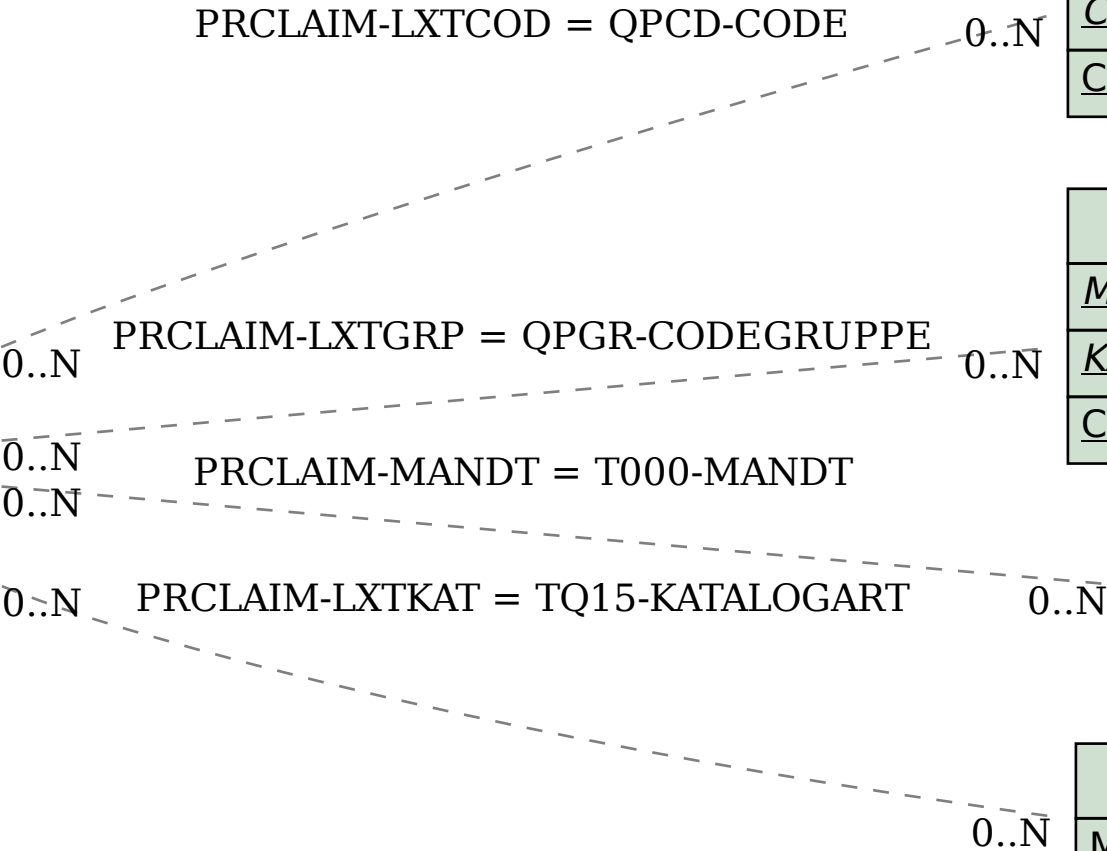 PRCLAIM-LXTCOD = QPCD-CODE
0..N
PRCLAIM-LXTGRP = QPGR-CODEGRUPPE
0..N
0..N
0..N
PRCLAIM-MANDT = T000-MANDT
0..N
PRCLAIM-LXTKAT = TQ15-KATALOGART
0..N
0..N
0..N